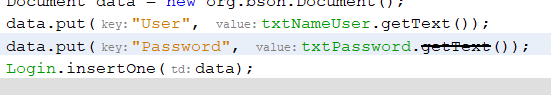 Document data = new org.bson.Document();
data.put(key:"User", value:txtNameUser.getText());
data.put(key:"Password", value:txtPassword.getText());
Login.insertOne(td:data);